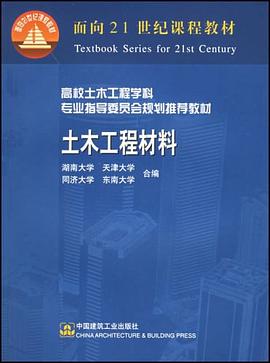 面向21世纪课程教材
Textbook Series for 21st Century
高校土木工程学科
专业指导委员会规划推荐教材
土木工程材料
湖南大学 天津大学
同济大学 东南大学
合编
中国建筑工业出版社
CHINA ARCHITECTURE & BUILDING PRESS